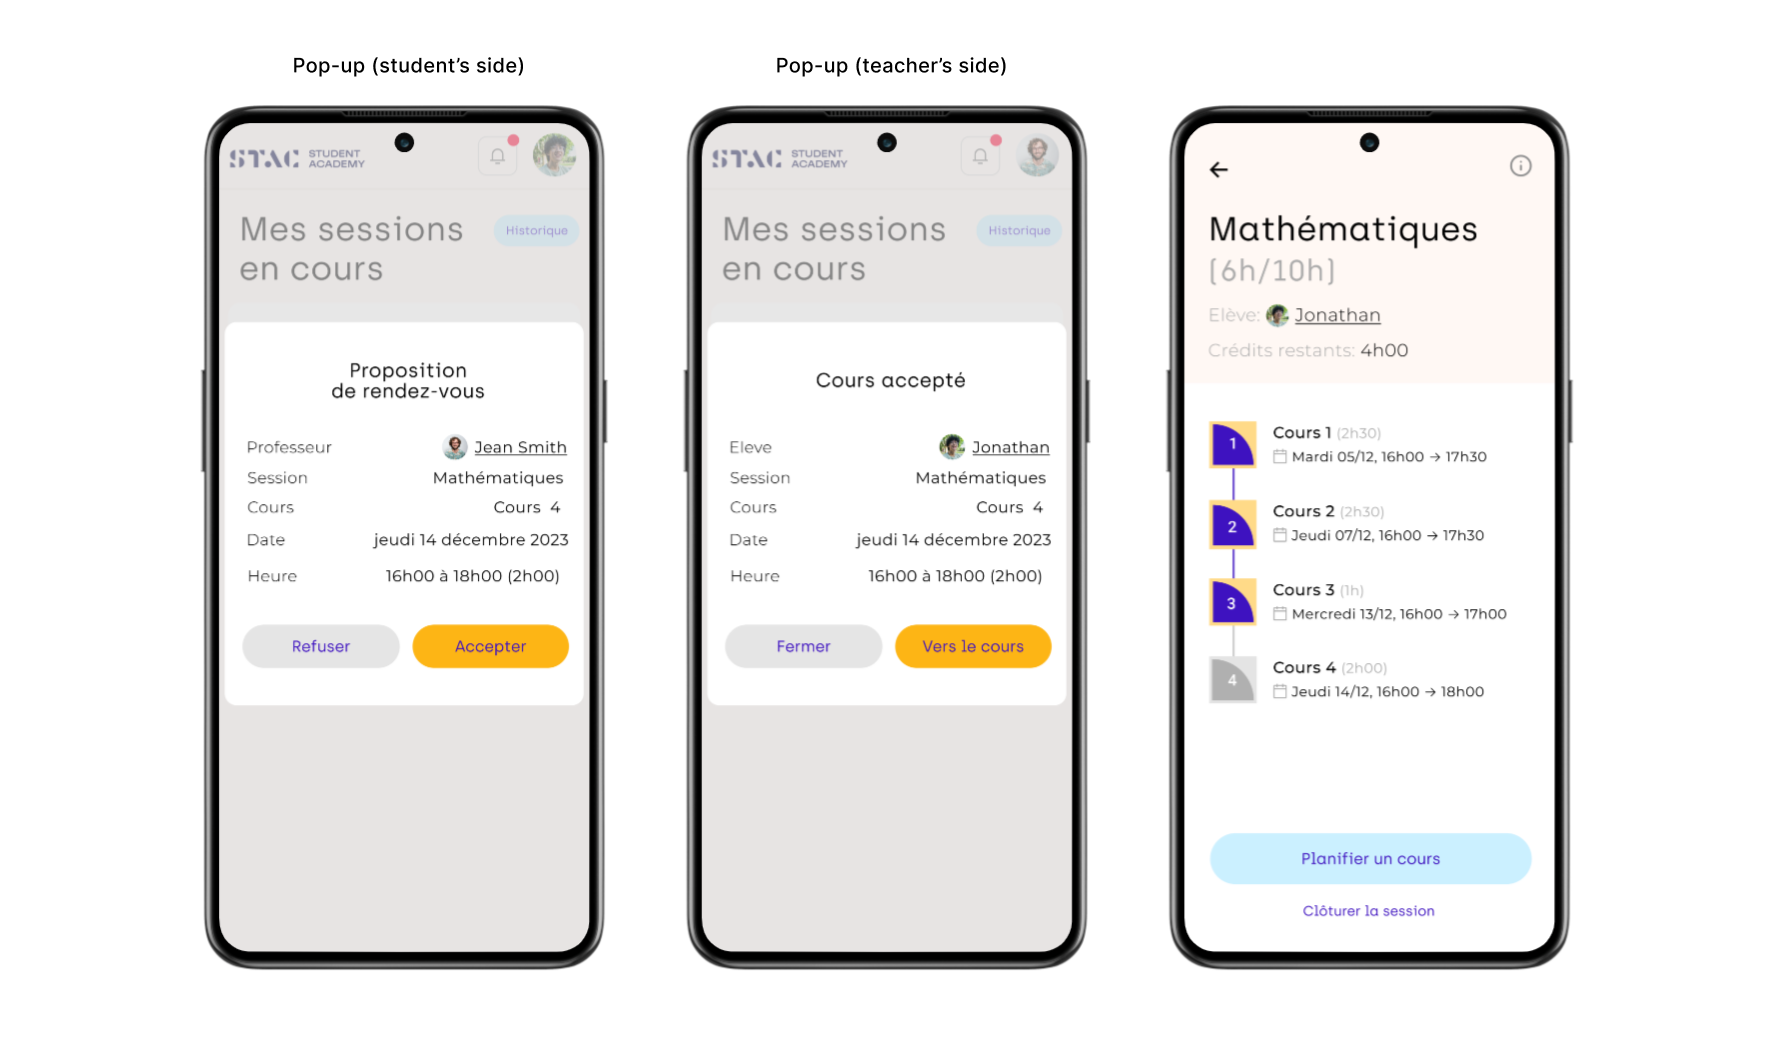 Pop-up (student's side)
STAC STUDENT
ACADEMY
Mes sessions
en cours
Historique
Proposition
de rendez-vous
Professeur Jean Smith
Session Mathématiques
Cours Cours 4
Date jeudi 14 décembre 2023
Heure 16h00 à 18h00 (2h00)
Refuser Accepter
Pop-up (teacher's side)
STAC STUDENT
ACADEMY
Mes sessions
en cours
Historique
Cours accepté
Eleve Jonathan
Session Mathématiques
Cours Cours 4
Date jeudi 14 décembre 2023
Heure 16h00 à 18h00 (2h00)
Fermer Vers le cours
Mathématiques
(6h/10h)
Elève: Jonathan
Crédits restants: 4h00
1 Cours 1 (2h30)
Mardi 05/12, 16h00 → 17h30
2 Cours 2 (2h30)
Jeudi 07/12, 16h00 → 17h30
3 Cours 3 (1h)
Mercredi 13/12, 16h00 → 17h00
4 Cours 4 (2h00)
Jeudi 14/12, 16h00 → 18h00
Planifier un cours
Clôturer la session